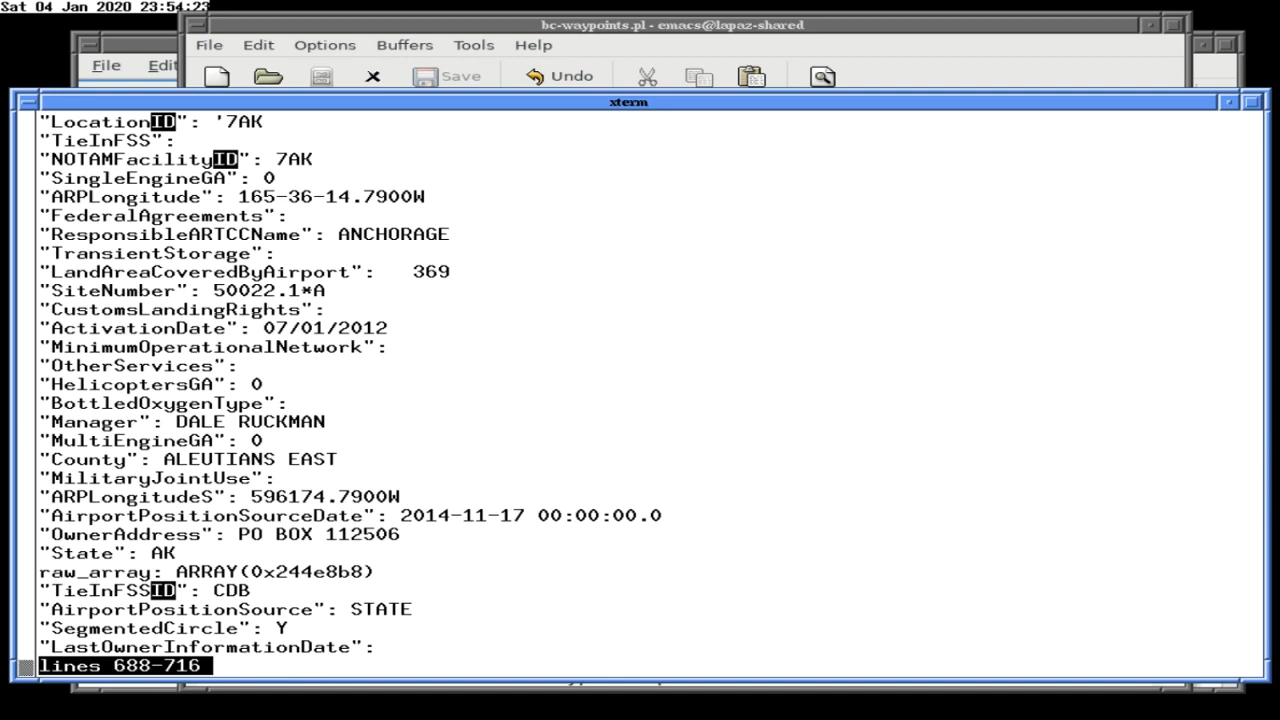 Sat 04 Jan 2020 23:54:23
bc-waypoints.pl - emacs@lapaz-shared
File Edit Options Buffers Tools Help
File Edit
Save Undo
xterm
"LocationID": '7AK
"TieInFSS":
"NOTAMFacilityID": 7AK
"SingleEngineGA": 0
"ARPLongitude": 165-36-14.7900W
"FederalAgreements":
"ResponsibleARTCCName": ANCHORAGE
"TransientStorage":
"LandAreaCoveredByAirport":   369
"SiteNumber": 50022.1*A
"CustomsLandingRights":
"ActivationDate": 07/01/2012
"MinimumOperationalNetwork":
"OtherServices":
"HelicoptersGA": 0
"BottledOxygenType":
"Manager": DALE RUCKMAN
"MultiEngineGA": 0
"County": ALEUTIANS EAST
"MilitaryJointUse":
"ARPLongitudeS": 596174.7900W
"AirportPositionSourceDate": 2014-11-17 00:00:00.0
"OwnerAddress": PO BOX 112506
"State": AK
raw_array: ARRAY(0x244e8b8)
"TieInFSSID": CDB
"AirportPositionSource": STATE
"SegmentedCircle": Y
"LastOwnerInformationDate":
lines 688-716